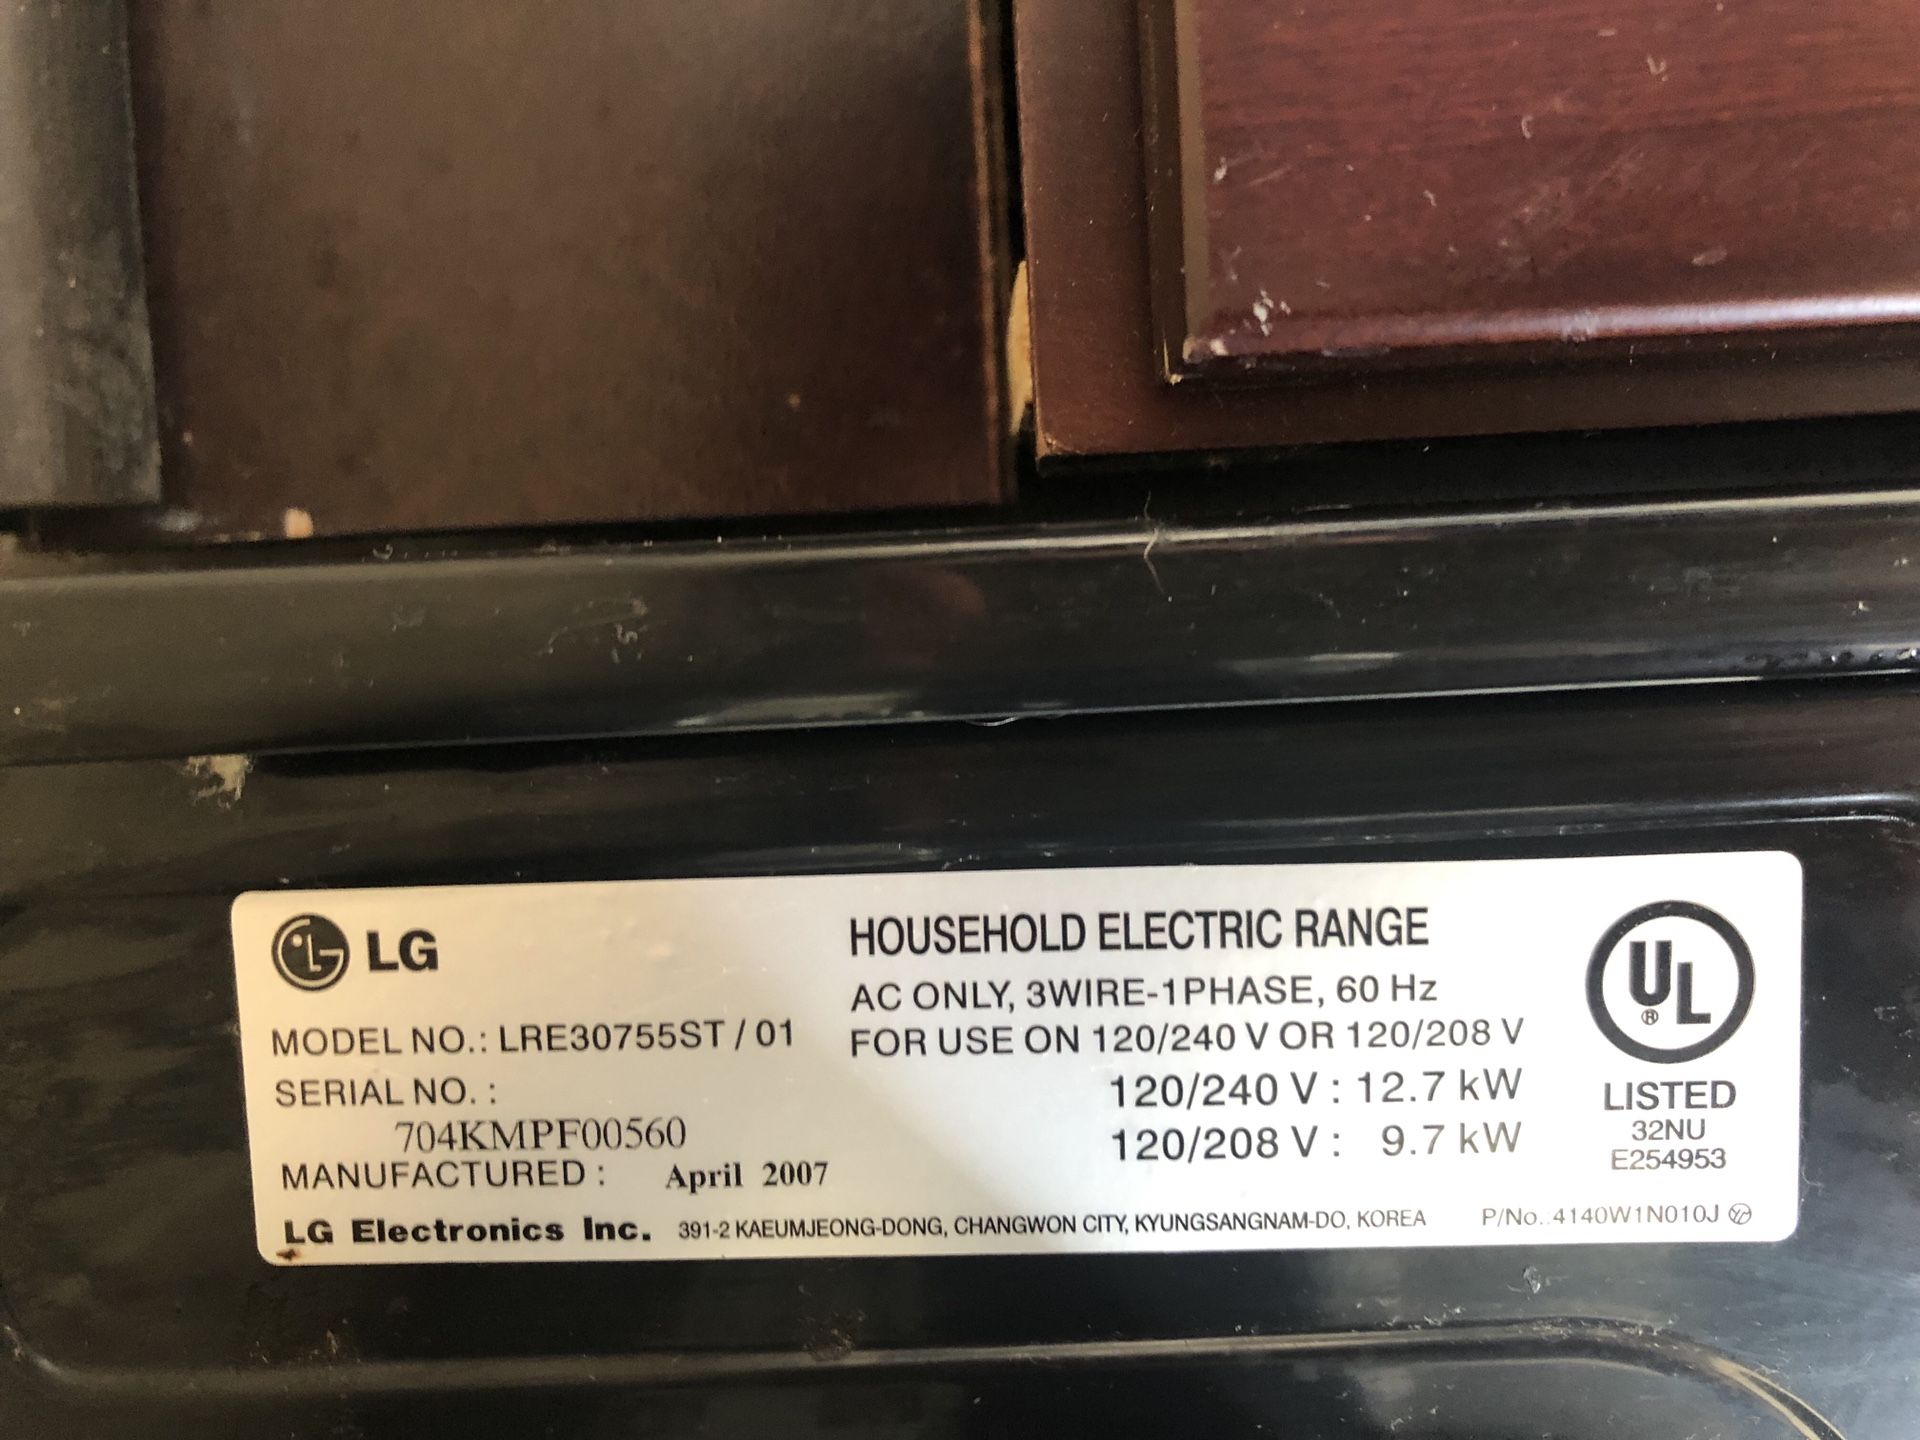 LG
MODEL NO.: LRE30755ST / 01
SERIAL NO. :
704KMPF00560
MANUFACTURED : April 2007
HOUSEHOLD ELECTRIC RANGE
AC ONLY, 3WIRE-1PHASE, 60 Hz
FOR USE ON 120/240 V OR 120/208 V
120/240 V : 12.7 kW
120/208 V : 9.7 kW
UL
®
LISTED
32NU
E254953
LG Electronics Inc. 391-2 KAEUMJEONG-DONG, CHANGWON CITY, KYUNGSANGNAM-DO, KOREA P/No.:4140W1N010J